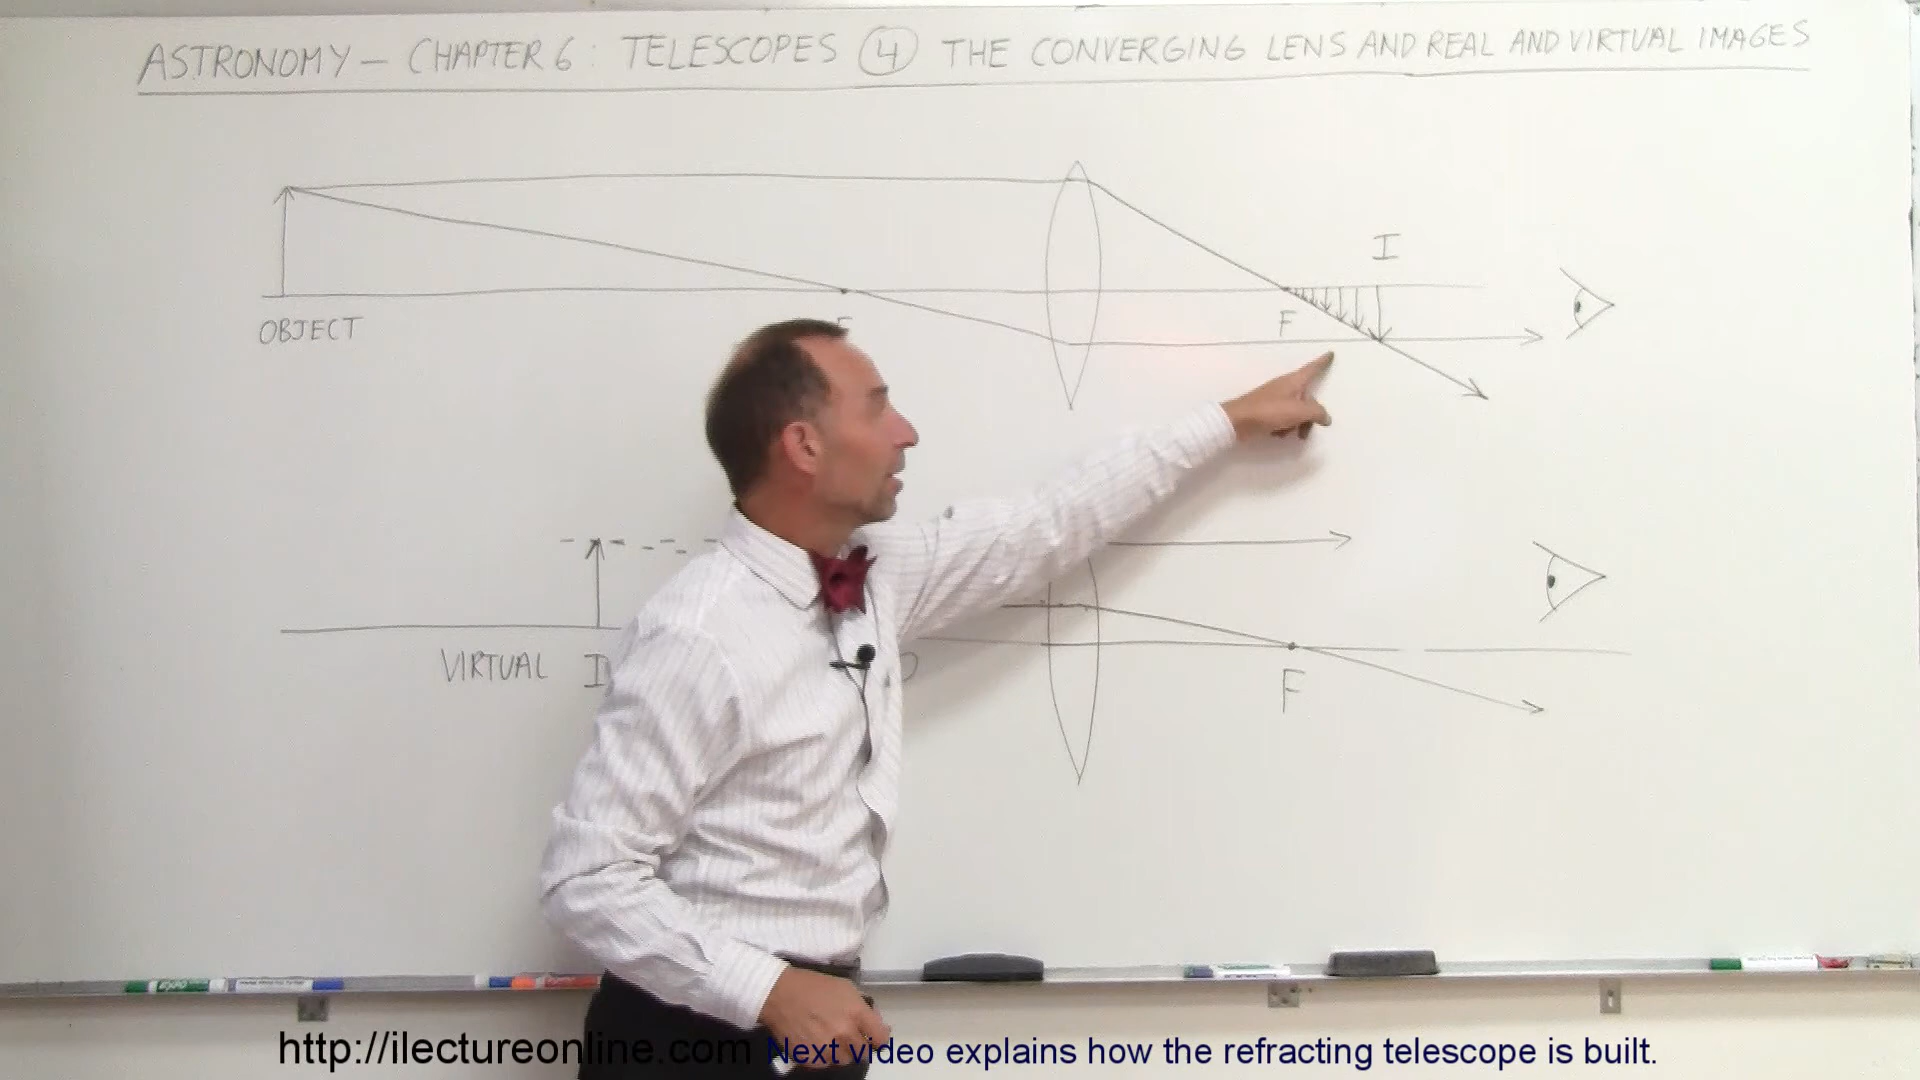 ASTRONOMY — CHAPTER 6: TELESCOPES 4 THE CONVERGING LENS AND REAL AND VIRTUAL IMAGES
I
F
OBJECT
VIRTUAL I
F
http://ilectureonline.com Next video explains how the refracting telescope is built.